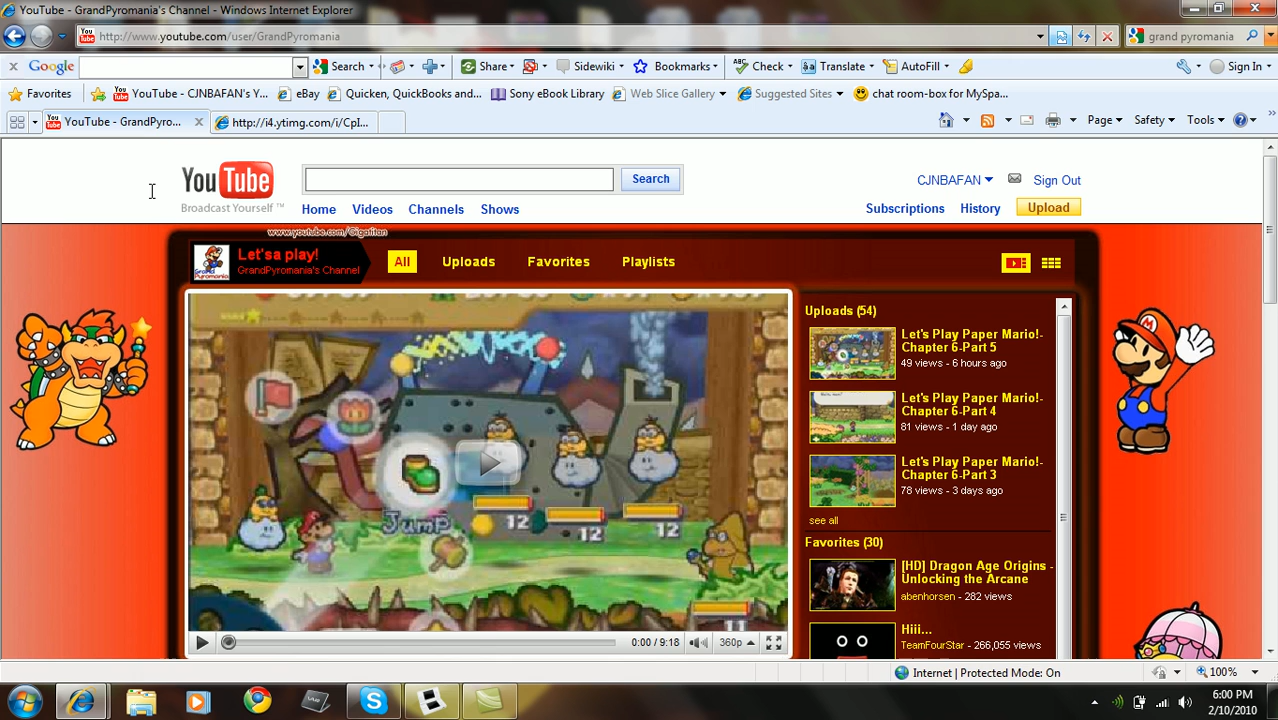 YouTube - GrandPyromania's Channel - Windows Internet Explorer
http://www.youtube.com/user/GrandPyromania
grand pyromania
x Google Search Share Sidewiki Bookmarks Check Translate AutoFill Sign In
Favorites YouTube - CJNBAFAN's Y... eBay Quicken, QuickBooks and... Sony eBook Library Web Slice Gallery Suggested Sites chat room-box for MySpa...
YouTube - GrandPyro... x http://i4.ytimg.com/i/CpI... Page Safety Tools
YouTube Search CJNBAFAN Sign Out
Broadcast Yourself ™ Home Videos Channels Shows Subscriptions History Upload
www.youtube.com/Gigatitan
Let'sa play! All Uploads Favorites Playlists
GrandPyromania's Channel
Grand Pyromania
Uploads (54)
Let's Play Paper Mario!-
Chapter 6-Part 5
49 views - 6 hours ago
Let's Play Paper Mario!-
Chapter 6-Part 4
81 views - 1 day ago
Let's Play Paper Mario!-
Chapter 6-Part 3
78 views - 3 days ago
see all
Favorites (30)
[HD] Dragon Age Origins -
Unlocking the Arcane
abenhorsen - 282 views
Hiii...
TeamFourStar - 266,055 views
Jump
12
12
12
11
0:00 / 9:18 360p
Internet | Protected Mode: On 100%
6:00 PM
2/10/2010